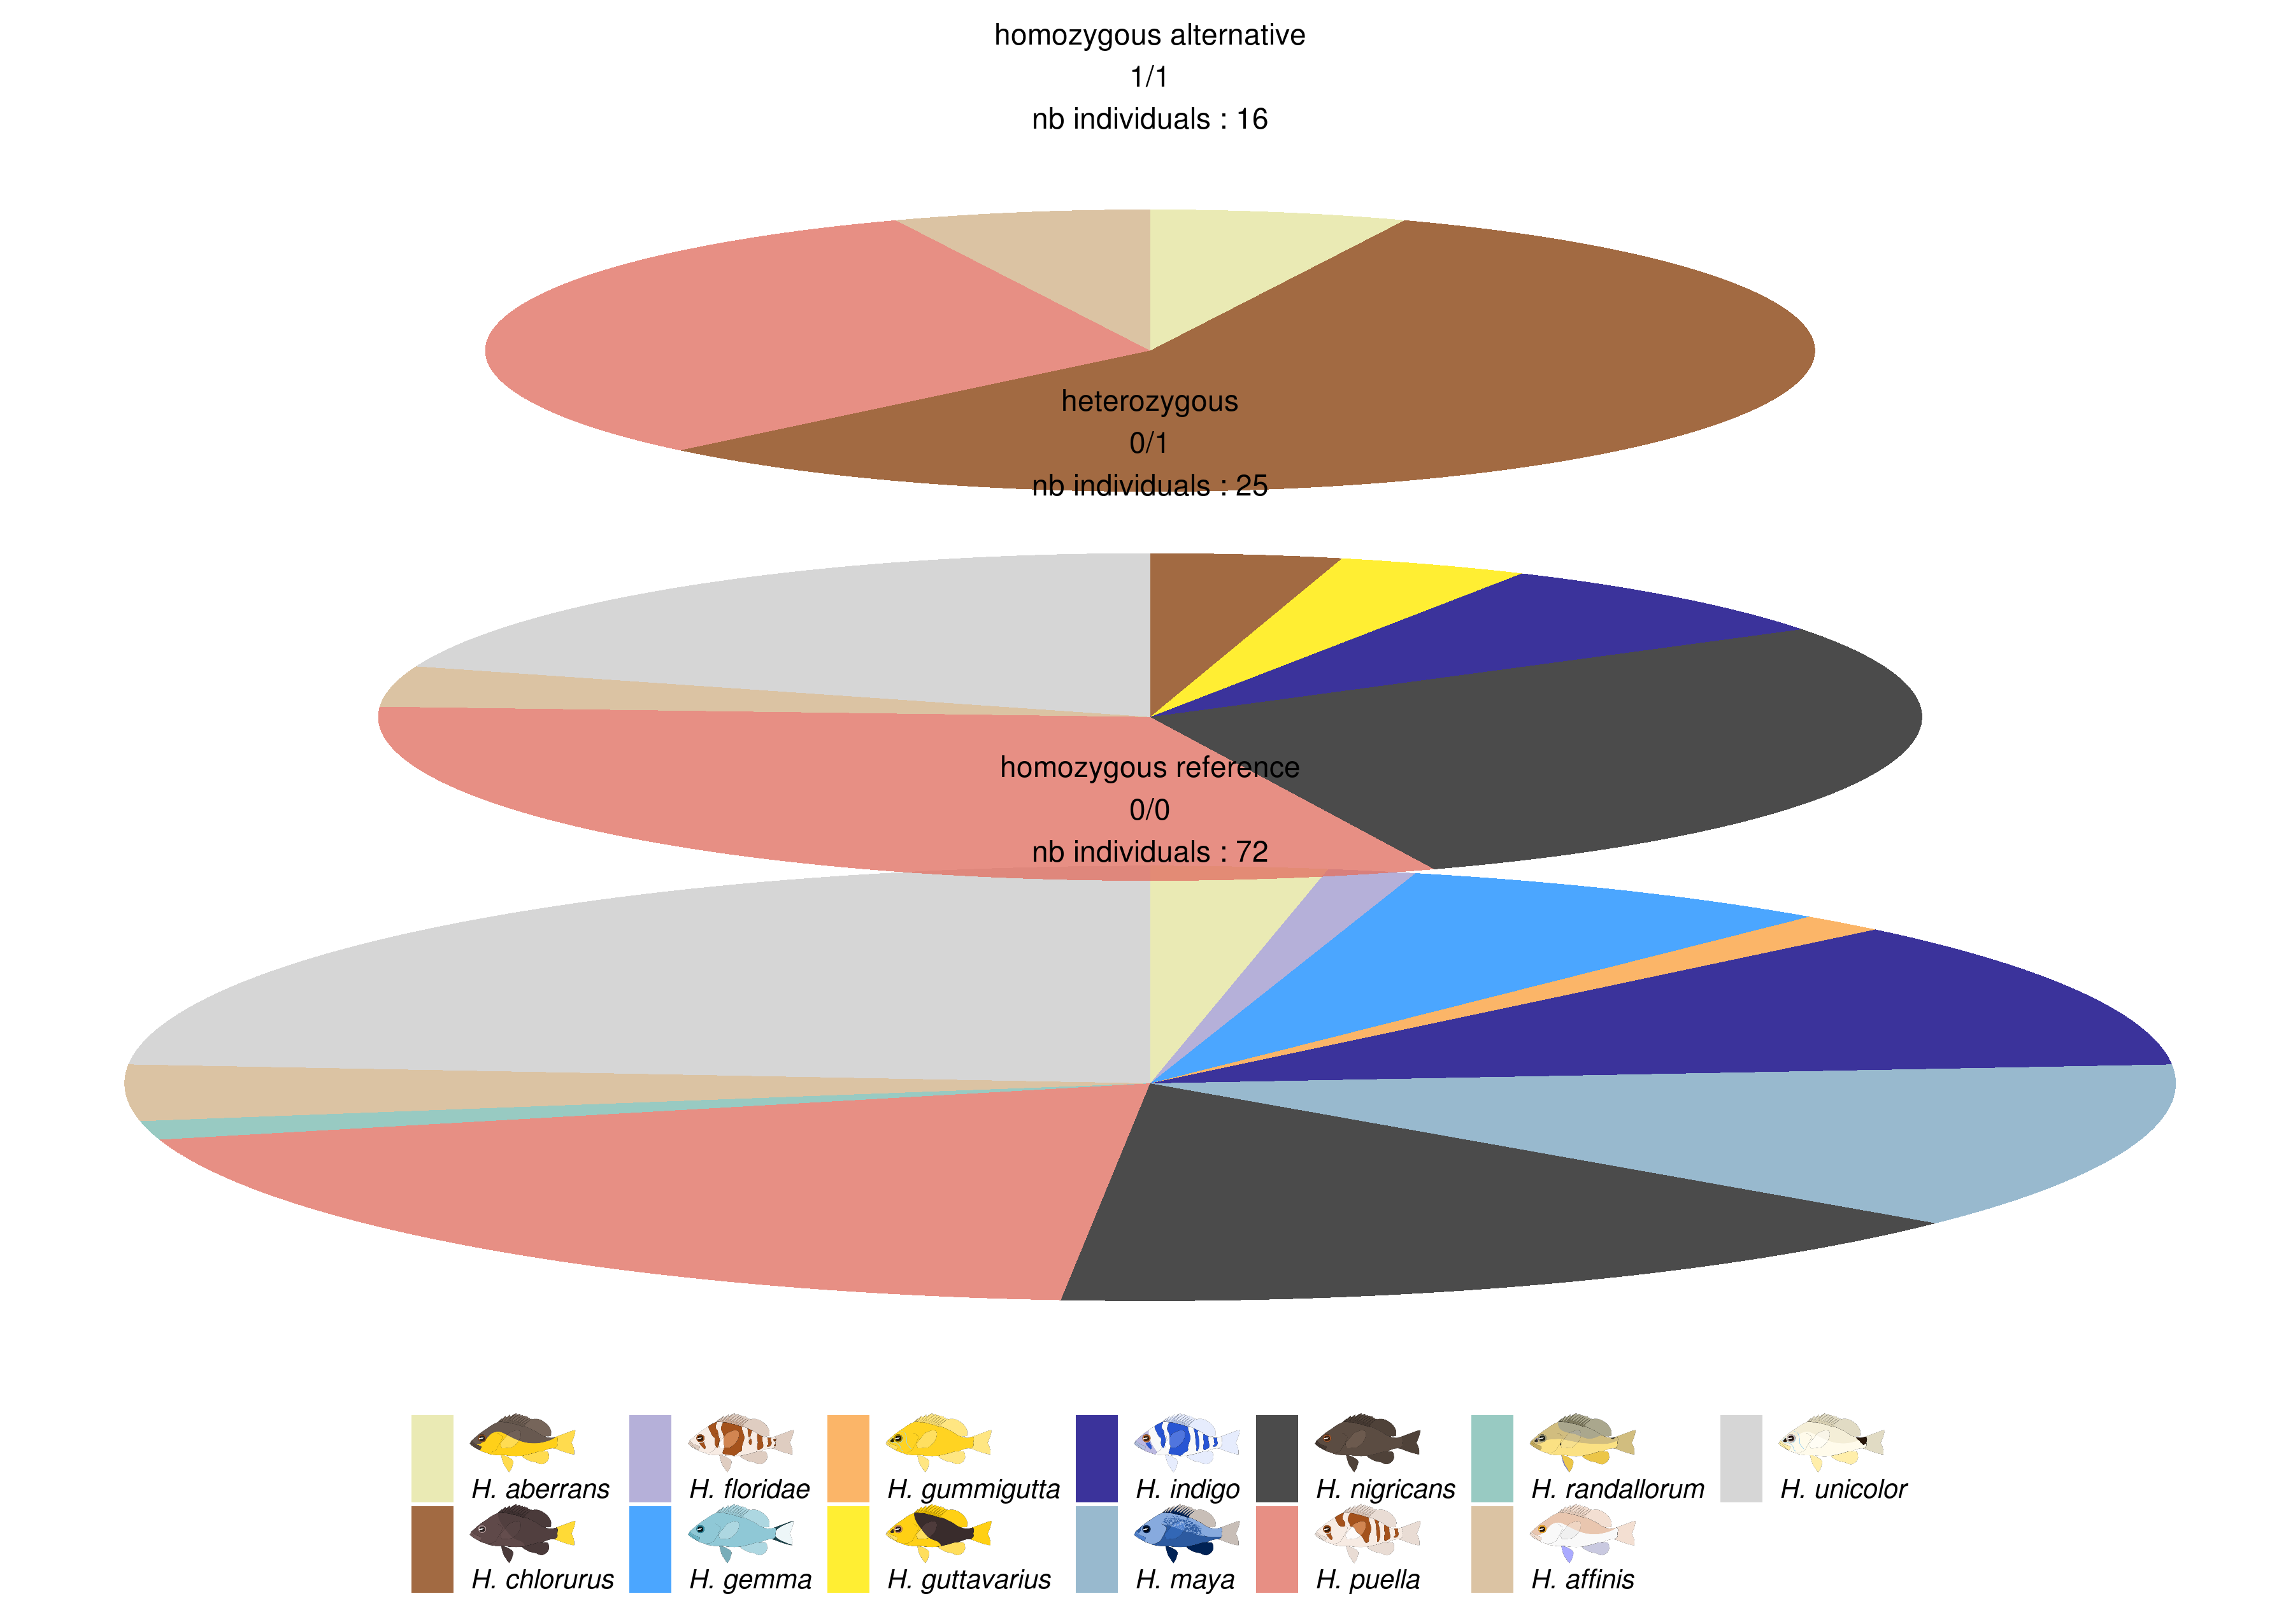 homozygous alternative
1/1
nb individuals : 16
heterozygous
0/1
nb individuals : 25
homozygous reference
0/0
nb individuals : 72
H. aberrans H. floridae H. gummigutta H. indigo H. nigricans H. randallorum H. unicolor
H. chlorurus H. gemma H. guttavarius H. maya H. puella H. affinis